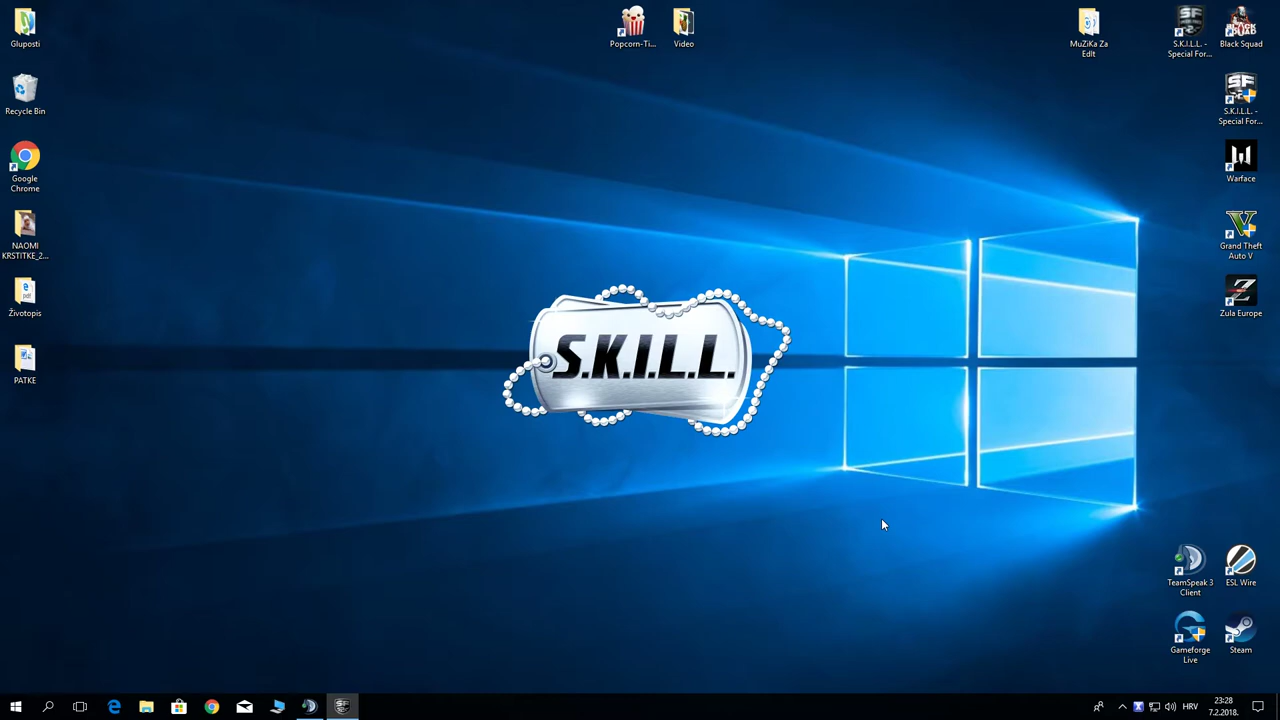 Gluposti
Recycle Bin
Google
Chrome
NAOMI
KRSTITKE_2...
Životopis
PATKE
Popcorn-Ti...
Video
MuZiKa Za
EdIt
S.K.I.L.L. -
Special For...
Black Squad
S.K.I.L.L. -
Special For...
Warface
Grand Theft
Auto V
Zula Europe
S.K.I.L.L.
TeamSpeak 3
Client
ESL Wire
Gameforge
Live
Steam
HRV
23:28
7.2.2018.